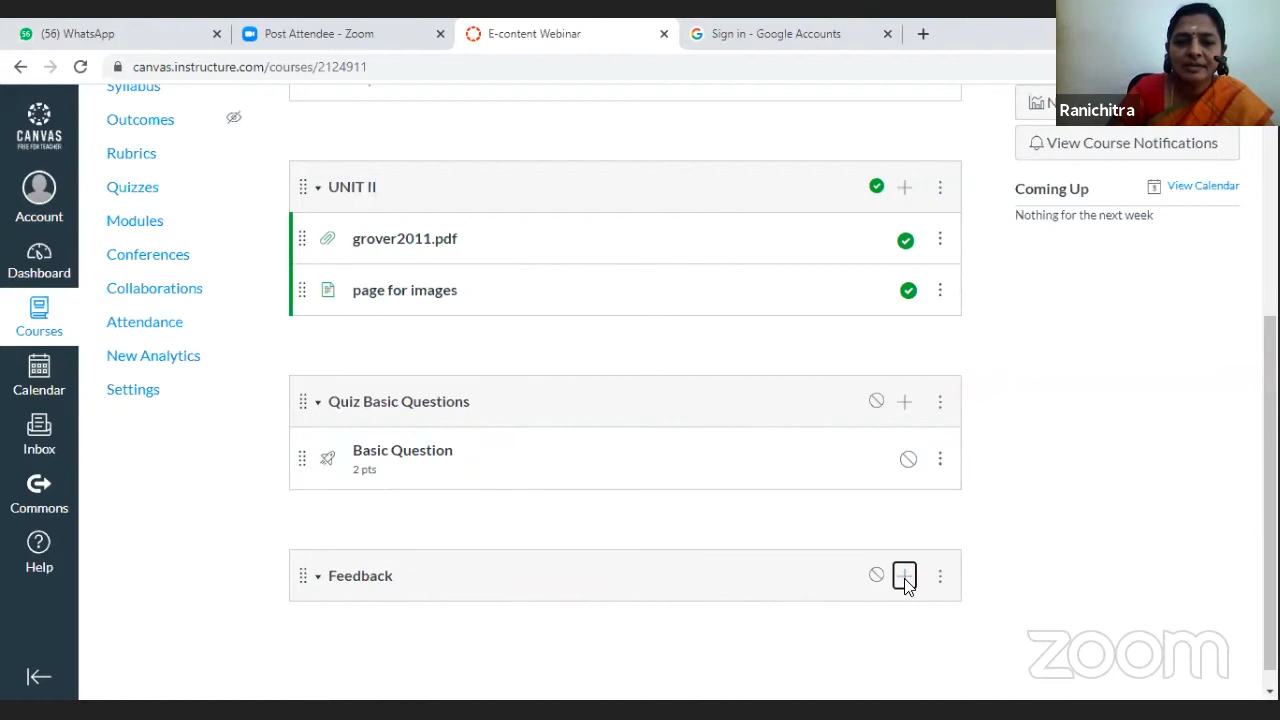 (56) WhatsApp
Post Attendee - Zoom
E-content Webinar
Sign in - Google Accounts
canvas.instructure.com/courses/2124911
Ranichitra
CANVAS
FREE FOR TEACHER
Account
Dashboard
Courses
Calendar
Inbox
Commons
Help
Syllabus
Outcomes
Rubrics
Quizzes
Modules
Conferences
Collaborations
Attendance
New Analytics
Settings
UNIT II
grover2011.pdf
page for images
Quiz Basic Questions
Basic Question
2 pts
Feedback
View Course Notifications
Coming Up
View Calendar
Nothing for the next week
zoom